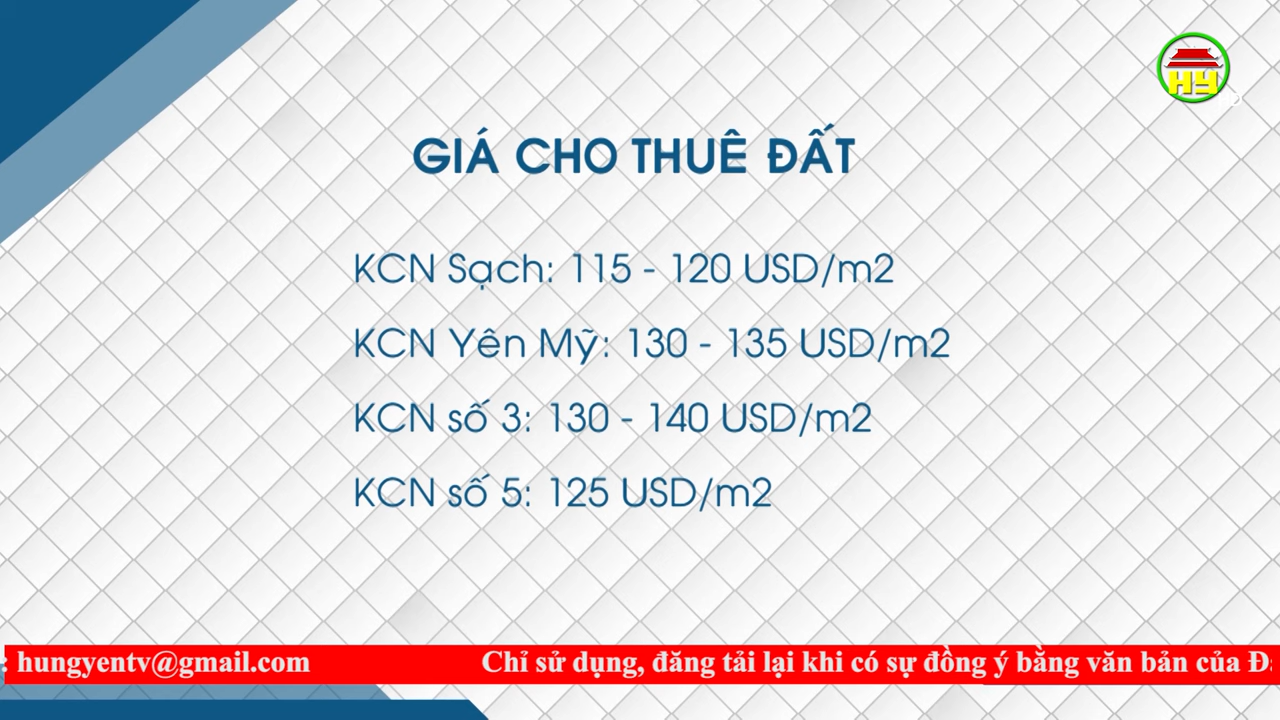 HY
GIÁ CHO THUÊ ĐẤT
KCN Sạch: 115 - 120 USD/m2
KCN Yên Mỹ: 130 - 135 USD/m2
KCN số 3: 130 - 140 USD/m2
KCN số 5: 125 USD/m2
: hungyentv@gmail.com Chỉ sử dụng, đăng tải lại khi có sự đồng ý bằng văn bản của